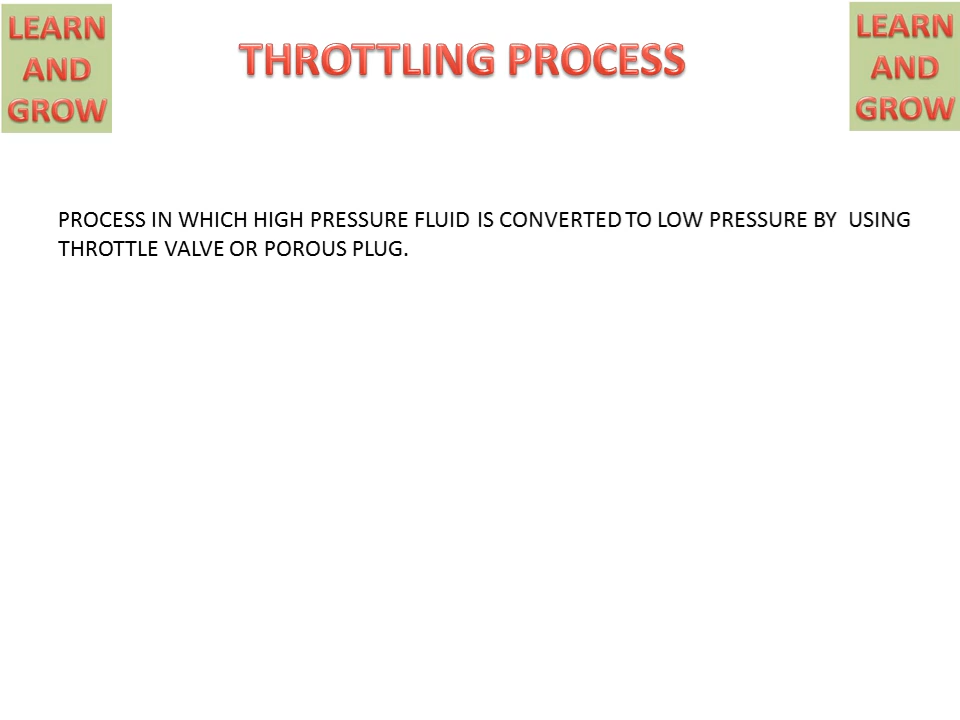 LEARN
AND
GROW
THROTTLING PROCESS
LEARN
AND
GROW
PROCESS IN WHICH HIGH PRESSURE FLUID IS CONVERTED TO LOW PRESSURE BY  USING
THROTTLE VALVE OR POROUS PLUG.